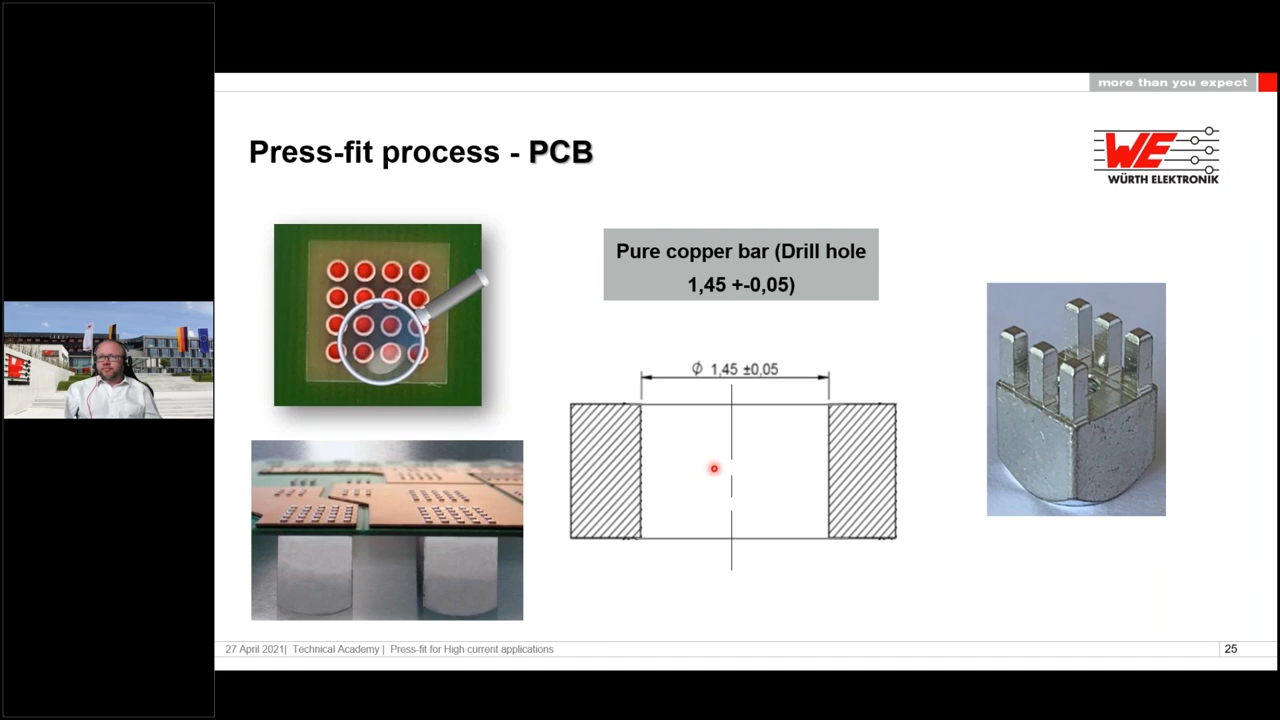 more than you expect
Press-fit process - PCB
WE
WÜRTH ELEKTRONIK
Pure copper bar (Drill hole
1,45 +-0,05)
ϕ 1,45 ±0,05
27 April 2021| Technical Academy | Press-fit for High current applications
25